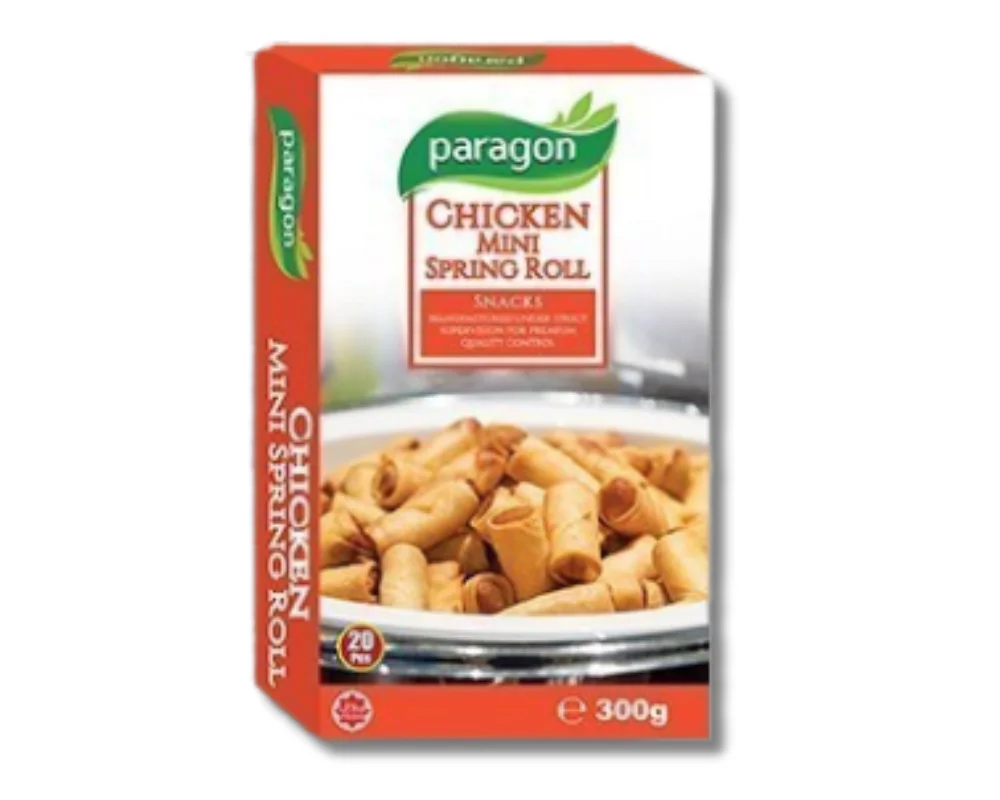 paragon
paragon
CHICKEN
MINI
SPRING ROLL
SNACKS
MANUFACTURED UNDER STRICT
SUPERVISION FOR PREMIUM
QUALITY CONTROL
paragon
CHICKEN
MINI SPRING ROLL
20
PCS
℮ 300g